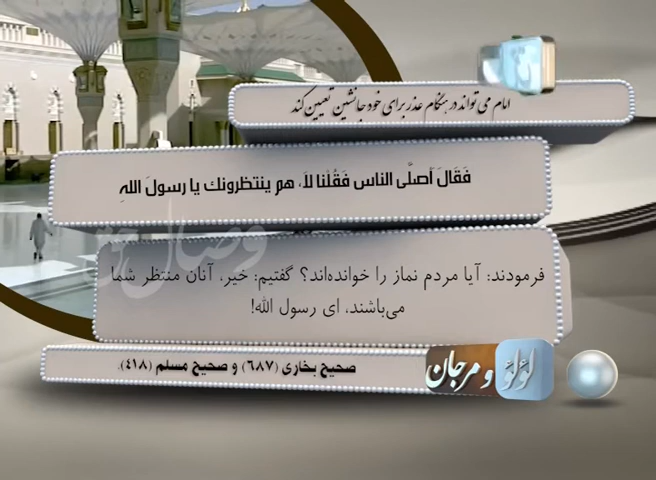 امام می تواند در هنگام عذر برای خود جانشین تعیین کند
فَقَالَ أصلَّى الناس فَقُلنا لاَ، هم ينتظرونك يا رسولَ اللهِ
وصال
فرمودند: آیا مردم نماز را خوانده‌اند؟ گفتیم: خیر، آنان منتظر شما
می‌باشند، ای رسول الله!
لؤلؤ و مرجان
صحیح بخاری (۶۸۷) و صحیح مسلم (۴۱۸).